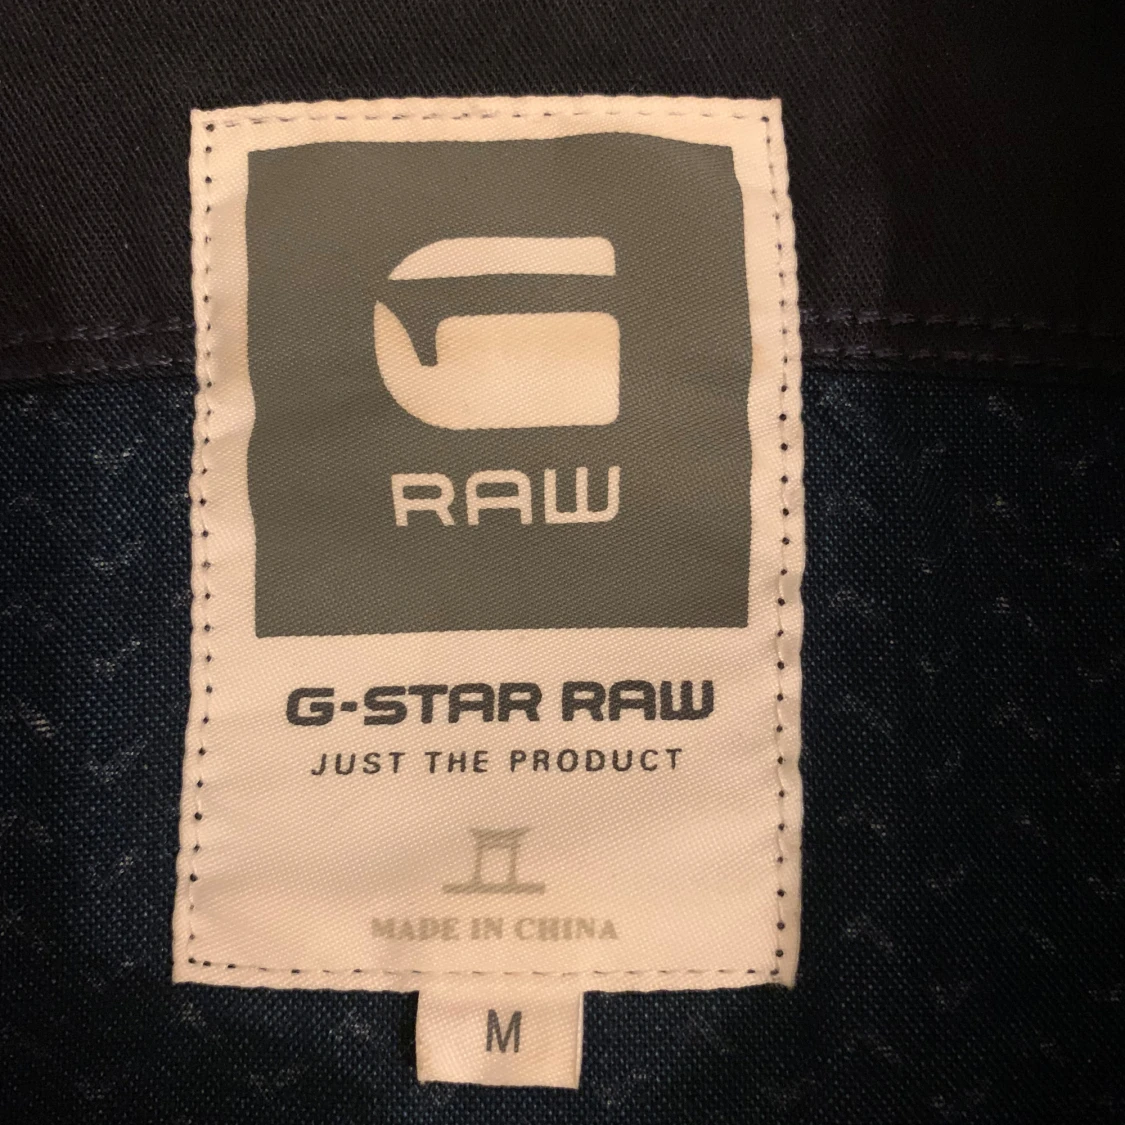 RAW
G-STAR RAW
JUST THE PRODUCT
MADE IN CHINA
M